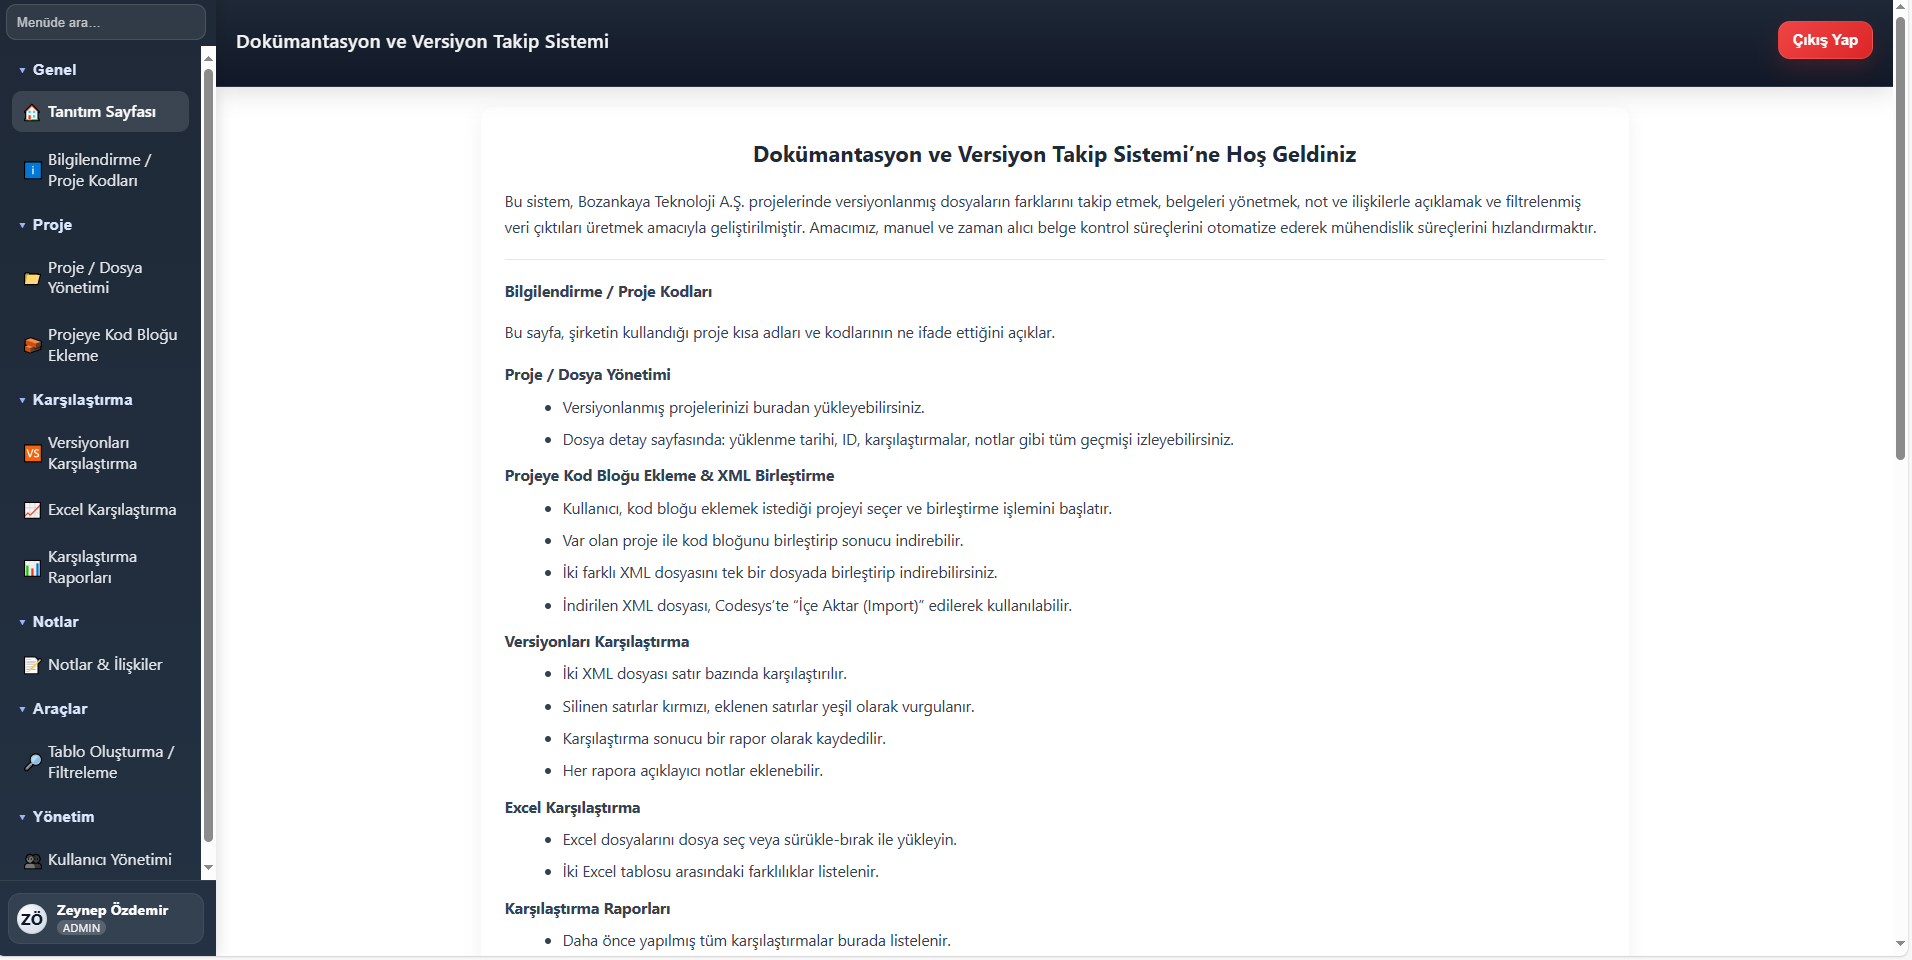 Menüde ara...
Genel
Tanıtım Sayfası
Bilgilendirme /
Proje Kodları
Proje
Proje / Dosya
Yönetimi
Projeye Kod Bloğu
Ekleme
Karşılaştırma
VS
Versiyonları
Karşılaştırma
Excel Karşılaştırma
Karşılaştırma
Raporları
Notlar
Notlar & İlişkiler
Araçlar
Tablo Oluşturma /
Filtreleme
Yönetim
Kullanıcı Yönetimi
ZÖ
Zeynep Özdemir
ADMIN
Dokümantasyon ve Versiyon Takip Sistemi
Çıkış Yap
Dokümantasyon ve Versiyon Takip Sistemi’ne Hoş Geldiniz
Bu sistem, Bozankaya Teknoloji A.Ş. projelerinde versiyonlanmış dosyaların farklarını takip etmek, belgeleri yönetmek, not ve ilişkilerle açıklamak ve filtrelenmiş
veri çıktıları üretmek amacıyla geliştirilmiştir. Amacımız, manuel ve zaman alıcı belge kontrol süreçlerini otomatize ederek mühendislik süreçlerini hızlandırmaktır.
Bilgilendirme / Proje Kodları
Bu sayfa, şirketin kullandığı proje kısa adları ve kodlarının ne ifade ettiğini açıklar.
Proje / Dosya Yönetimi
• Versiyonlanmış projelerinizi buradan yükleyebilirsiniz.
• Dosya detay sayfasında: yüklenme tarihi, ID, karşılaştırmalar, notlar gibi tüm geçmişi izleyebilirsiniz.
Projeye Kod Bloğu Ekleme & XML Birleştirme
• Kullanıcı, kod bloğu eklemek istediği projeyi seçer ve birleştirme işlemini başlatır.
• Var olan proje ile kod bloğunu birleştirip sonucu indirebilir.
• İki farklı XML dosyasını tek bir dosyada birleştirip indirebilirsiniz.
• İndirilen XML dosyası, Codesys’te “İçe Aktar (Import)” edilerek kullanılabilir.
Versiyonları Karşılaştırma
• İki XML dosyası satır bazında karşılaştırılır.
• Silinen satırlar kırmızı, eklenen satırlar yeşil olarak vurgulanır.
• Karşılaştırma sonucu bir rapor olarak kaydedilir.
• Her rapora açıklayıcı notlar eklenebilir.
Excel Karşılaştırma
• Excel dosyalarını dosya seç veya sürükle-bırak ile yükleyin.
• İki Excel tablosu arasındaki farklılıklar listelenir.
Karşılaştırma Raporları
• Daha önce yapılmış tüm karşılaştırmalar burada listelenir.